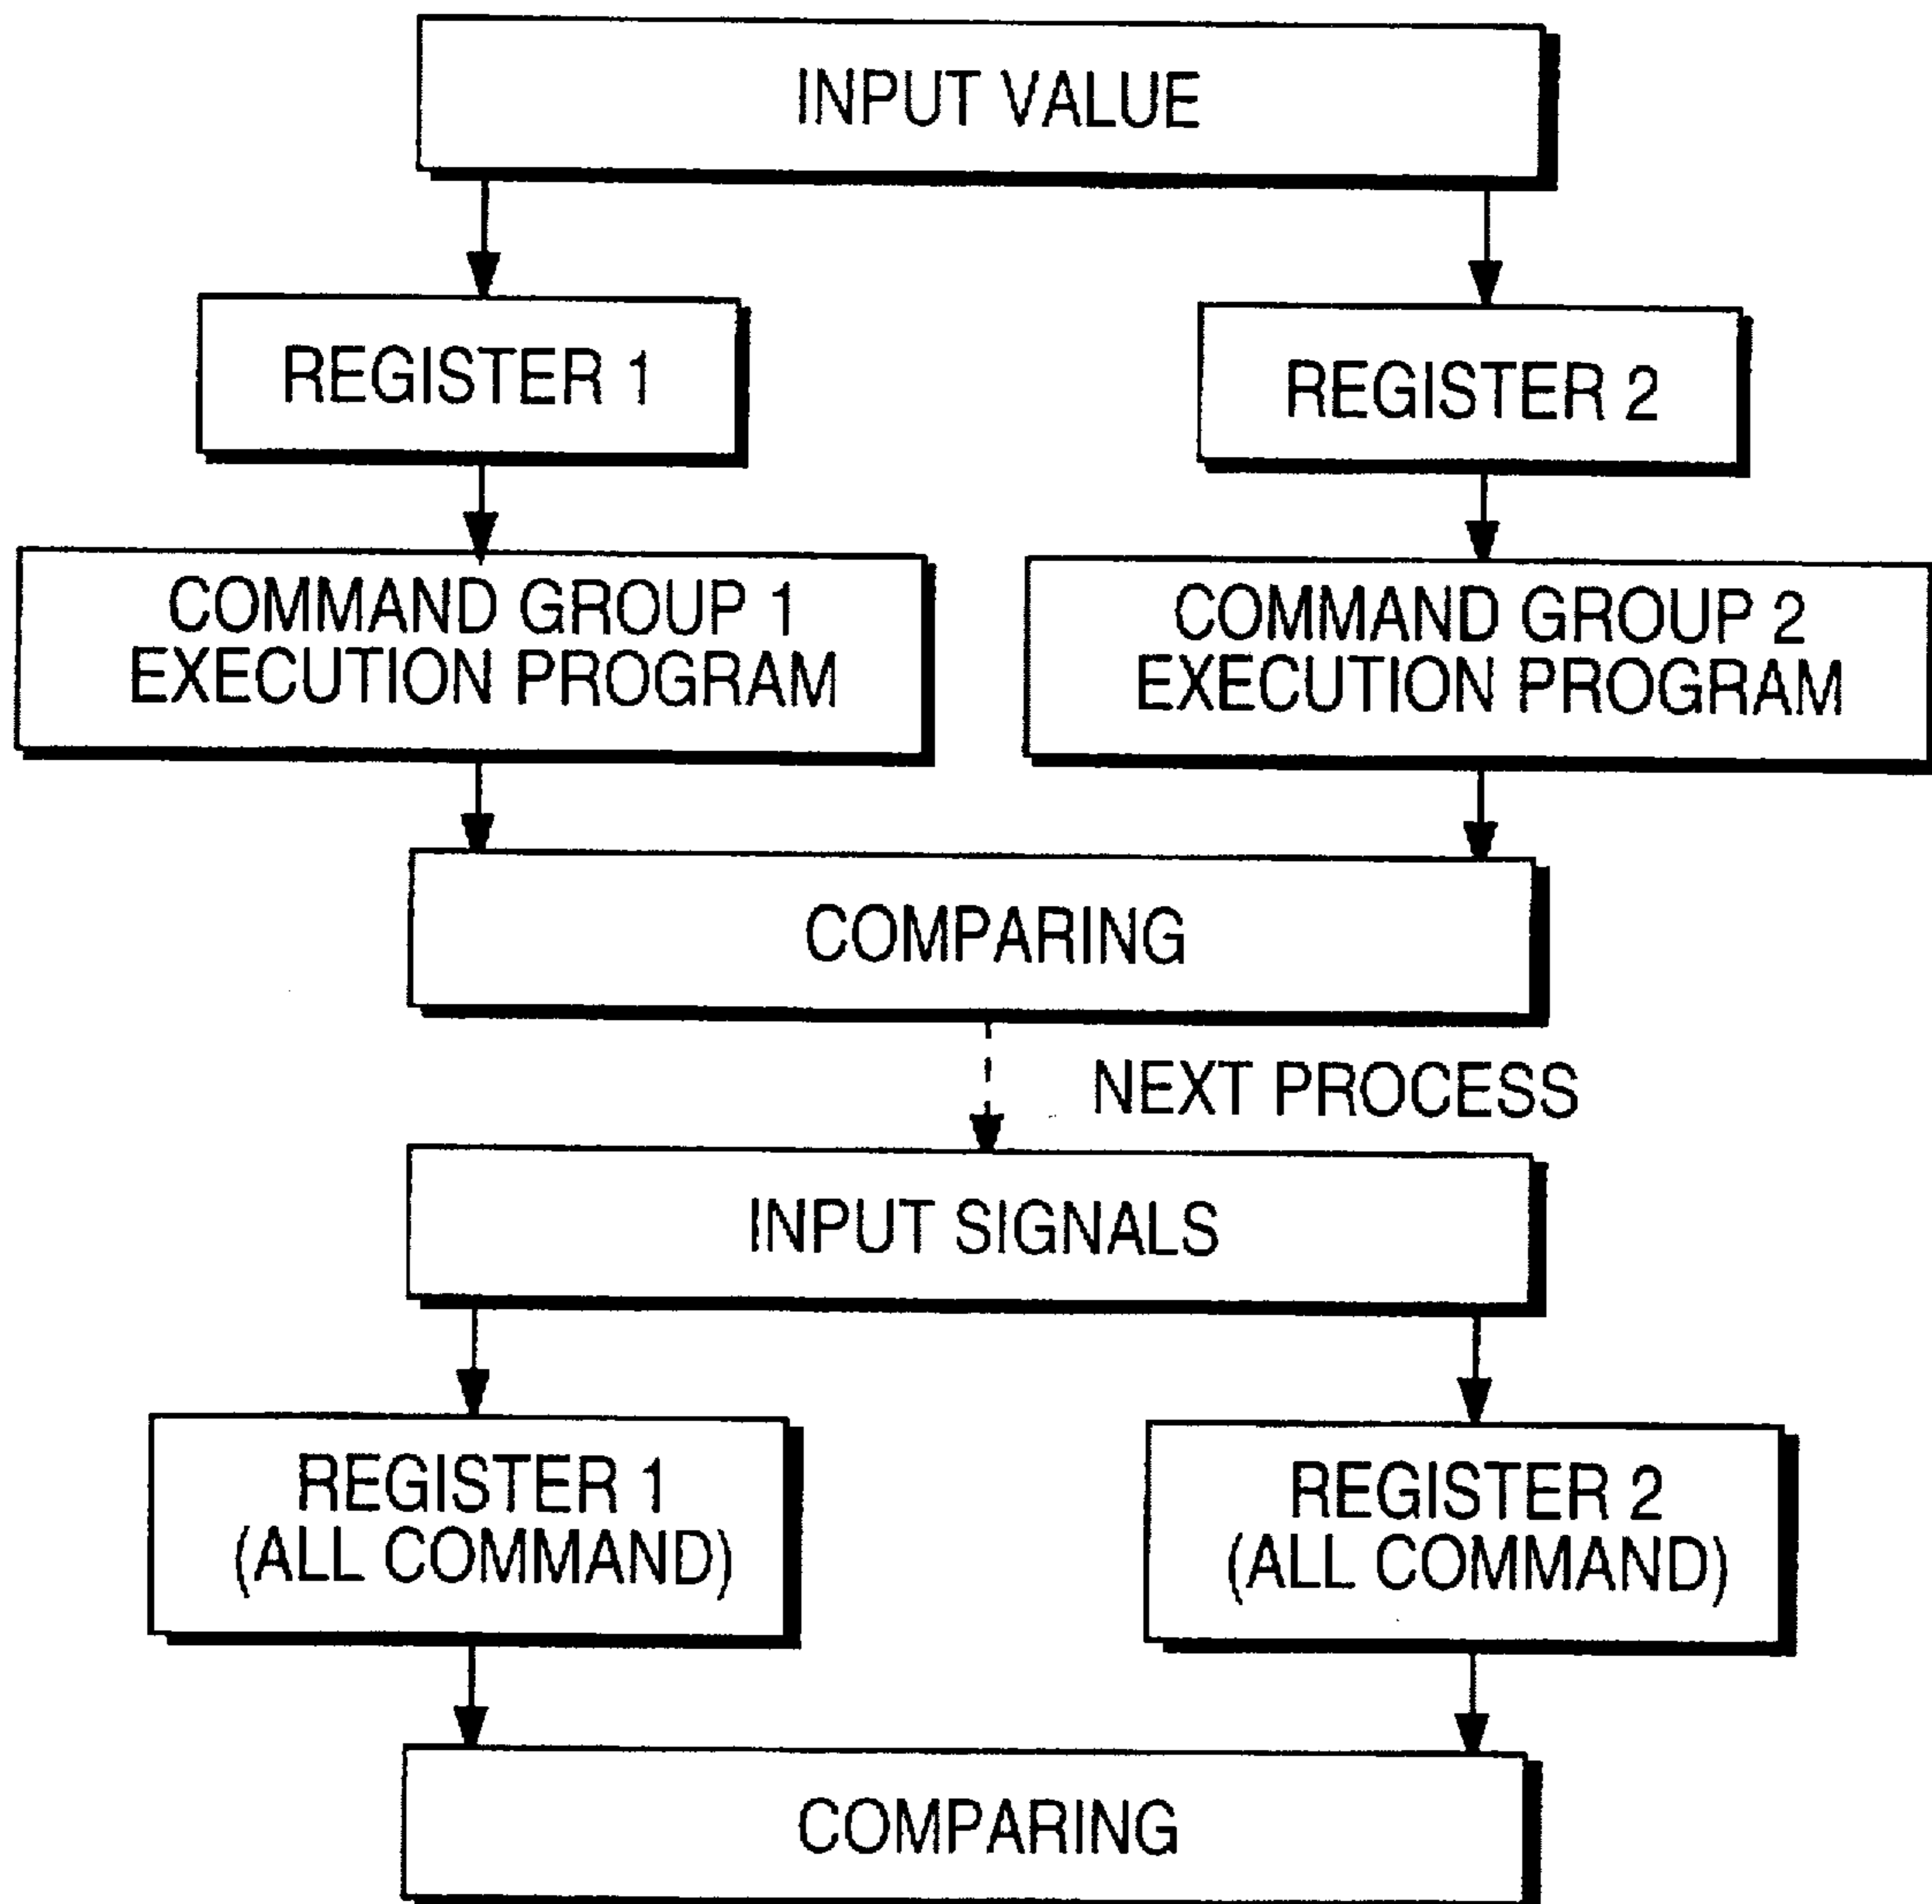 INPUT VALUE
REGISTER 1
REGISTER 2
COMMAND GROUP 1
EXECUTION PROGRAM
COMMAND GROUP 2
EXECUTION PROGRAM
COMPARING
NEXT PROCESS
INPUT SIGNALS
REGISTER 1
(ALL COMMAND)
REGISTER 2
(ALL COMMAND)
COMPARING